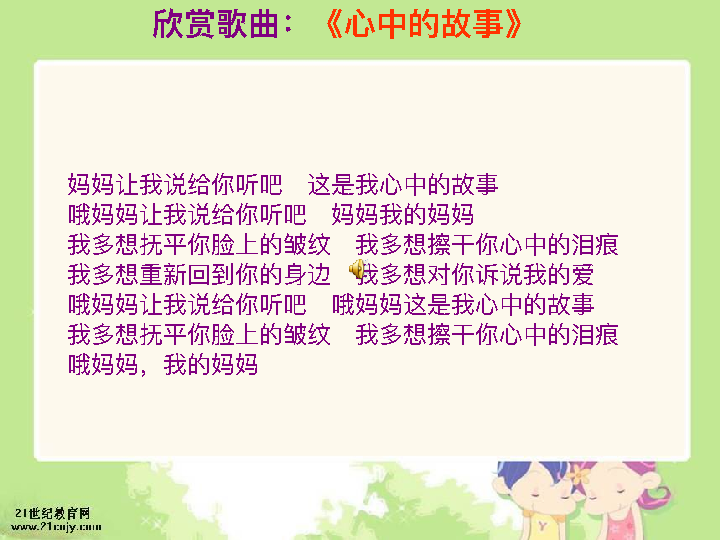 欣赏歌曲：《心中的故事》
妈妈让我说给你听吧　这是我心中的故事
哦妈妈让我说给你听吧　妈妈我的妈妈
我多想抚平你脸上的皱纹　我多想擦干你心中的泪痕
我多想重新回到你的身边　我多想对你诉说我的爱
哦妈妈让我说给你听吧　哦妈妈这是我心中的故事
我多想抚平你脸上的皱纹　我多想擦干你心中的泪痕
哦妈妈，我的妈妈
21世纪教育网
www.21cnjy.com